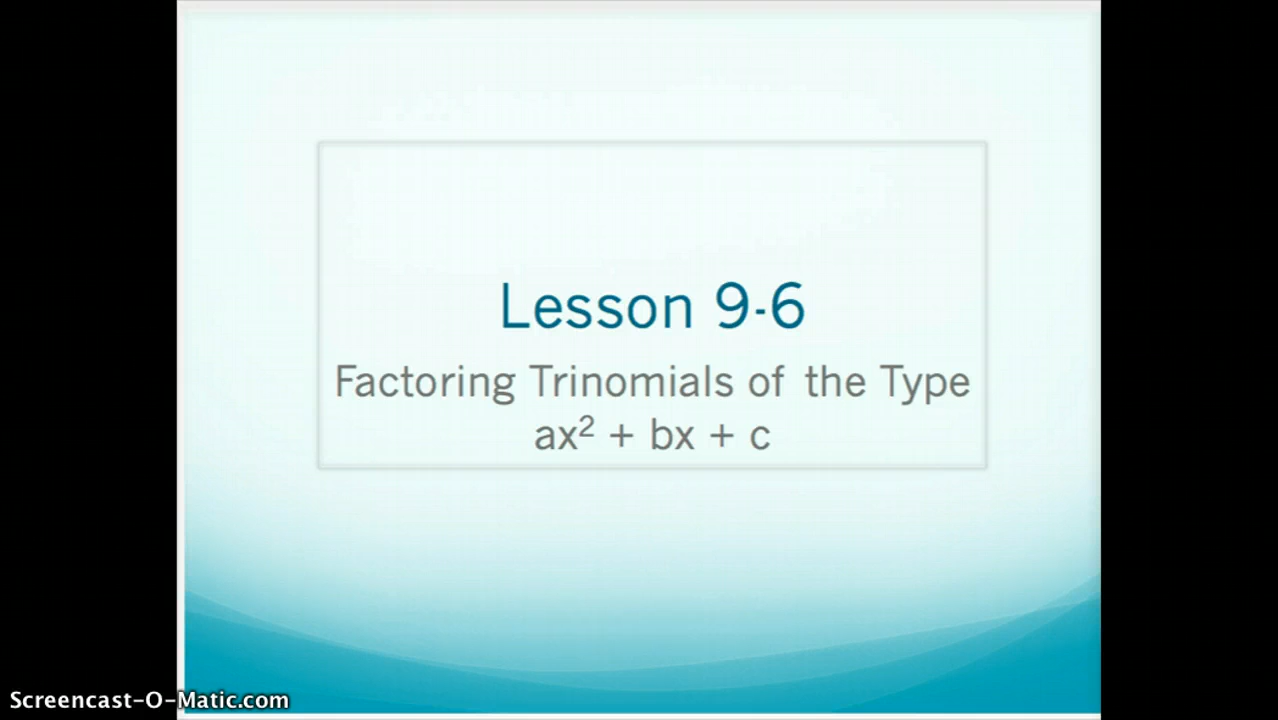 Lesson 9-6
Factoring Trinomials of the Type
ax² + bx + c
Screencast-O-Matic.com